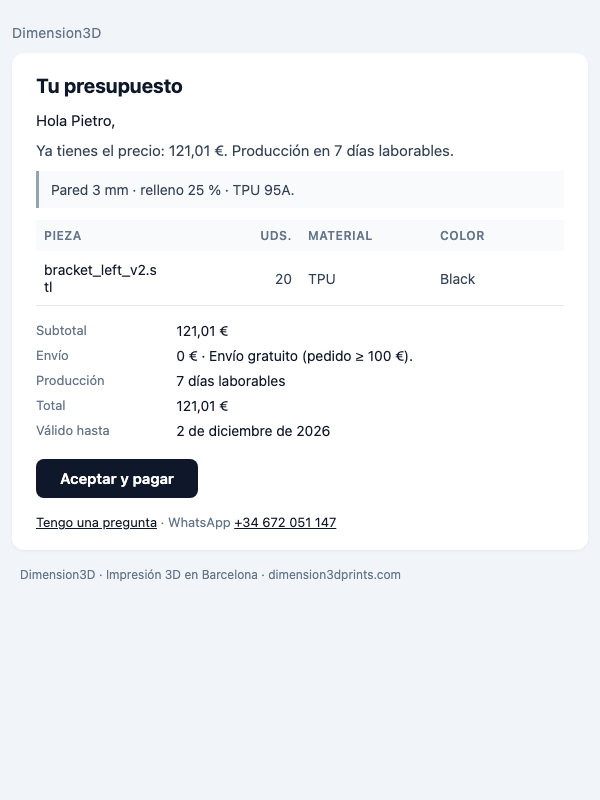 Dimension3D
Tu presupuesto
Hola Pietro,
Ya tienes el precio: 121,01 €. Producción en 7 días laborables.
Pared 3 mm · relleno 25 % · TPU 95A.
PIEZA UDS. MATERIAL COLOR
bracket_left_v2.s
tl 20 TPU Black
Subtotal 121,01 €
Envío 0 € · Envío gratuito (pedido ≥ 100 €).
Producción 7 días laborables
Total 121,01 €
Válido hasta 2 de diciembre de 2026
Aceptar y pagar
Tengo una pregunta · WhatsApp +34 672 051 147
Dimension3D · Impresión 3D en Barcelona · dimension3dprints.com